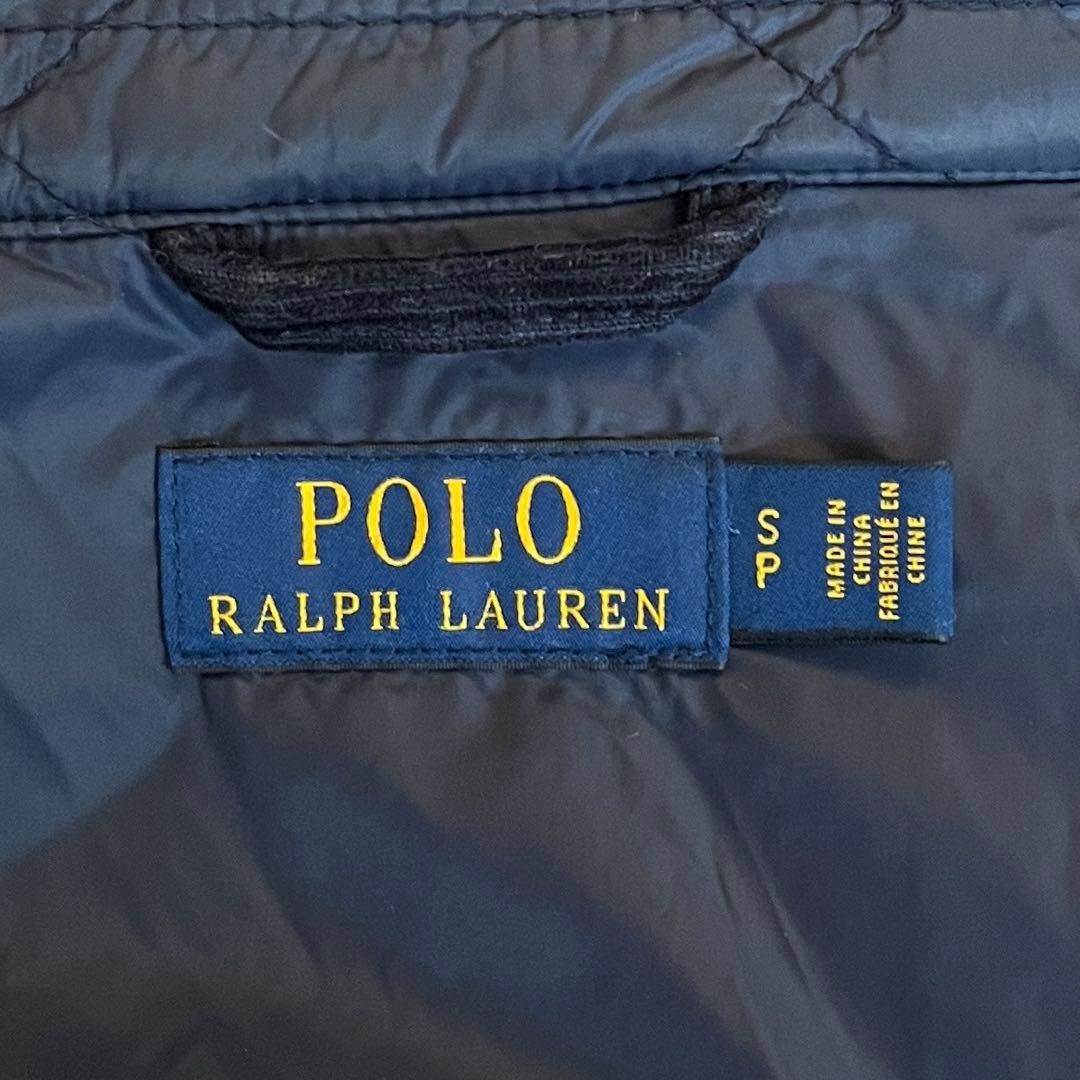 POLO
RALPH LAUREN
S
P
MADE IN
CHINA
FABRIQUÉ EN
CHINE